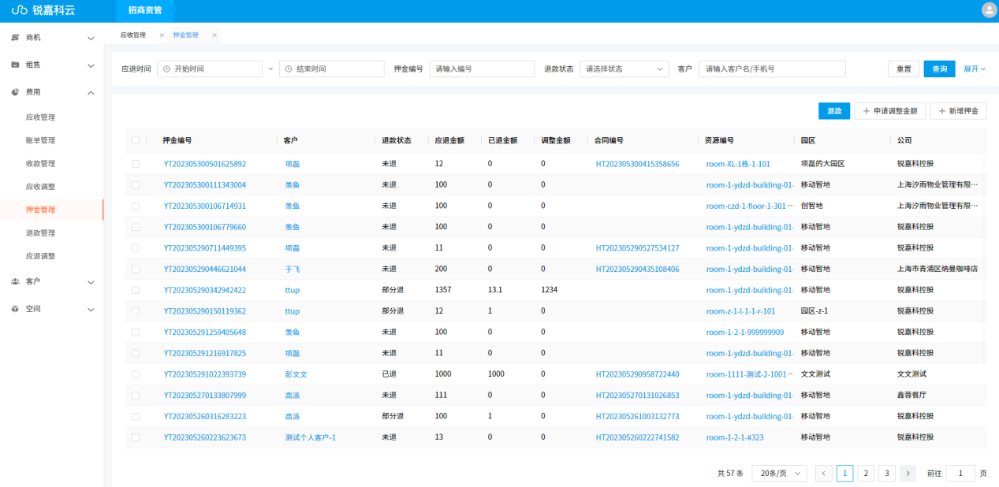 锐嘉科云 招商资管
商机
租售
费用
应收管理
账单管理
收款管理
应收调整
押金管理
退款管理
应退调整
客户
空间
应收管理 × 押金管理 ×
应退时间 开始时间 ~ 结束时间 押金编号 请输入编号 退款状态 请选择状态 客户 请输入客户名/手机号 重置 查询 展开
退款 + 申请调整金额 + 新增押金
押金编号 客户 退款状态 应退金额 已退金额 调整金额 合同编号 资源编号 园区 公司
YT202305300501625892 项磊 未退 12 0 0 HT202305300415358656 room-XL-1栋-1-101 项磊的大园区 锐嘉科控股
YT202305300111343004 羡鱼 未退 100 0 0 room-1-ydzd-building-01- 移动智地 上海汐雨物业管理有限…
YT202305300106714931 羡鱼 未退 100 0 0 room-czd-1-floor-1-301 … 创智地 上海汐雨物业管理有限…
YT202305300106779660 羡鱼 未退 100 0 0 room-1-ydzd-building-01- 移动智地 锐嘉科控股
YT202305290711449395 项磊 未退 11 0 0 HT202305290527534127 room-1-ydzd-building-01- 移动智地 锐嘉科控股
YT202305290446621044 于飞 未退 200 0 0 HT202305290435108406 room-1-ydzd-building-01- 移动智地 上海市青浦区纳曼咖啡店
YT202305290342942422 ttup 部分退 1357 13.1 1234 room-1-ydzd-building-01- 移动智地 锐嘉科控股
YT202305290150119362 ttup 部分退 12 1 0 room-z-1-l-1-1-r-101 园区-z-1 锐嘉科控股
YT202305291259405648 羡鱼 未退 100 0 0 room-1-2-1-999999909 移动智地 锐嘉科控股
YT202305291216917825 项磊 未退 11 0 0 room-1-ydzd-building-01- 移动智地 锐嘉科控股
YT202305291022393739 彭文文 已退 1000 1000 0 HT202305290958722440 room-1111-测试-2-1001 … 文文测试 文文测试
YT202305270133807999 高派 未退 111 0 0 HT202305270131026853 room-1-ydzd-building-01- 移动智地 鑫蓉餐厅
YT202305260316283223 高派 部分退 100 1 0 HT202305261003132773 room-1-ydzd-building-01- 移动智地 锐嘉科控股
YT202305260223623673 测试个人客户-1 未退 13 0 0 HT202305260222741582 room-1-2-1-#323 移动智地 锐嘉科控股
共 57 条 20条/页 < 1 2 3 > 前往 1 页